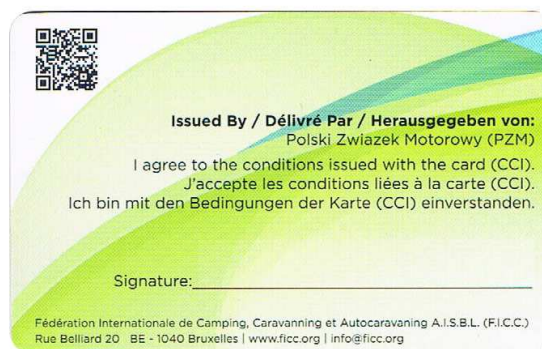 Issued By / Délivré Par / Herausgegeben von:
Polski Zwiazek Motorowy (PZM)
I agree to the conditions issued with the card (CCI).
J'accepte les conditions liées à la carte (CCI).
Ich bin mit den Bedingungen der Karte (CCI) einverstanden.
Signature:
Fédération Internationale de Camping, Caravanning et Autocaravaning A.I.S.B.L. (F.I.C.C.)
Rue Belliard 20 BE - 1040 Bruxelles | www.ficc.org | info@ficc.org